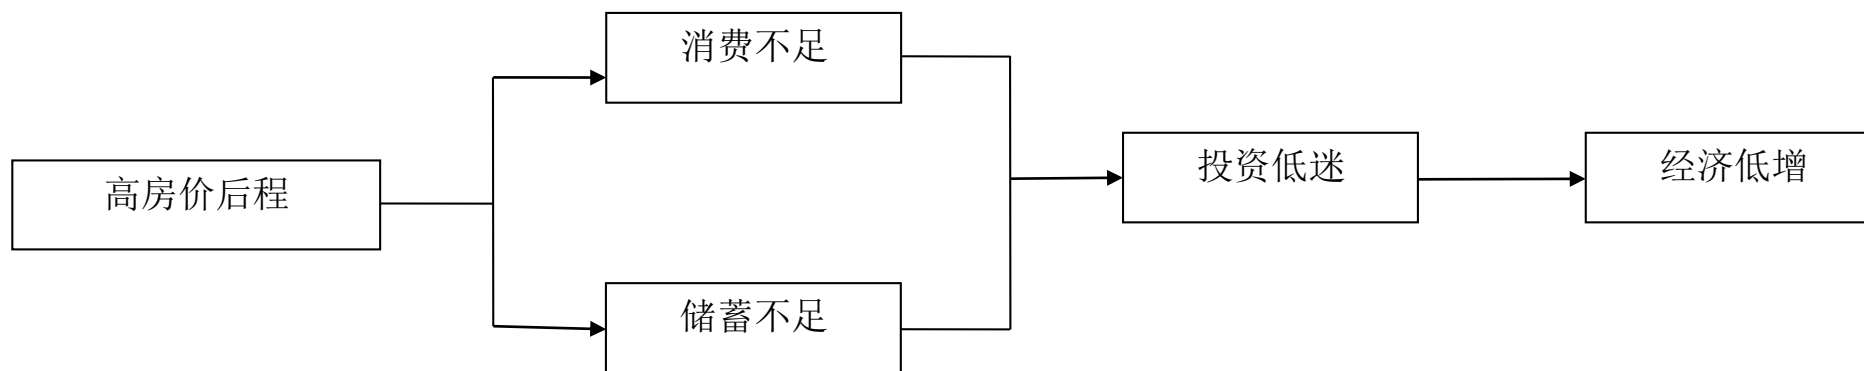 消费不足
高房价后程
投资低迷
经济低增
储蓄不足